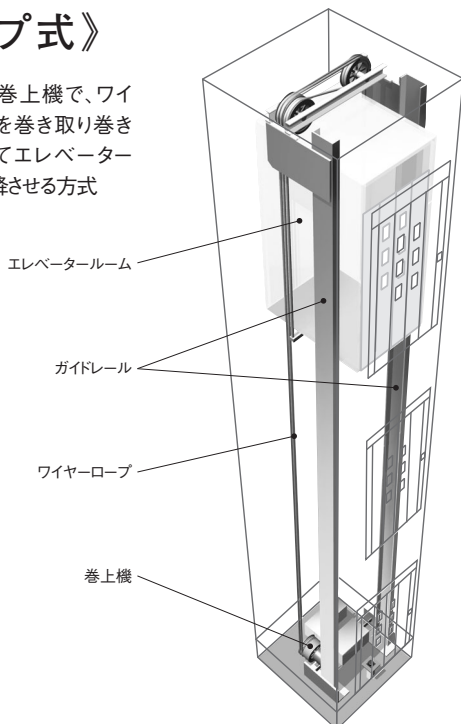 プ式》
巻上機で、ワイ
を巻き取り巻き
てエレベーター
降させる方式
エレベータールーム
ガイドレール
ワイヤーロープ
巻上機